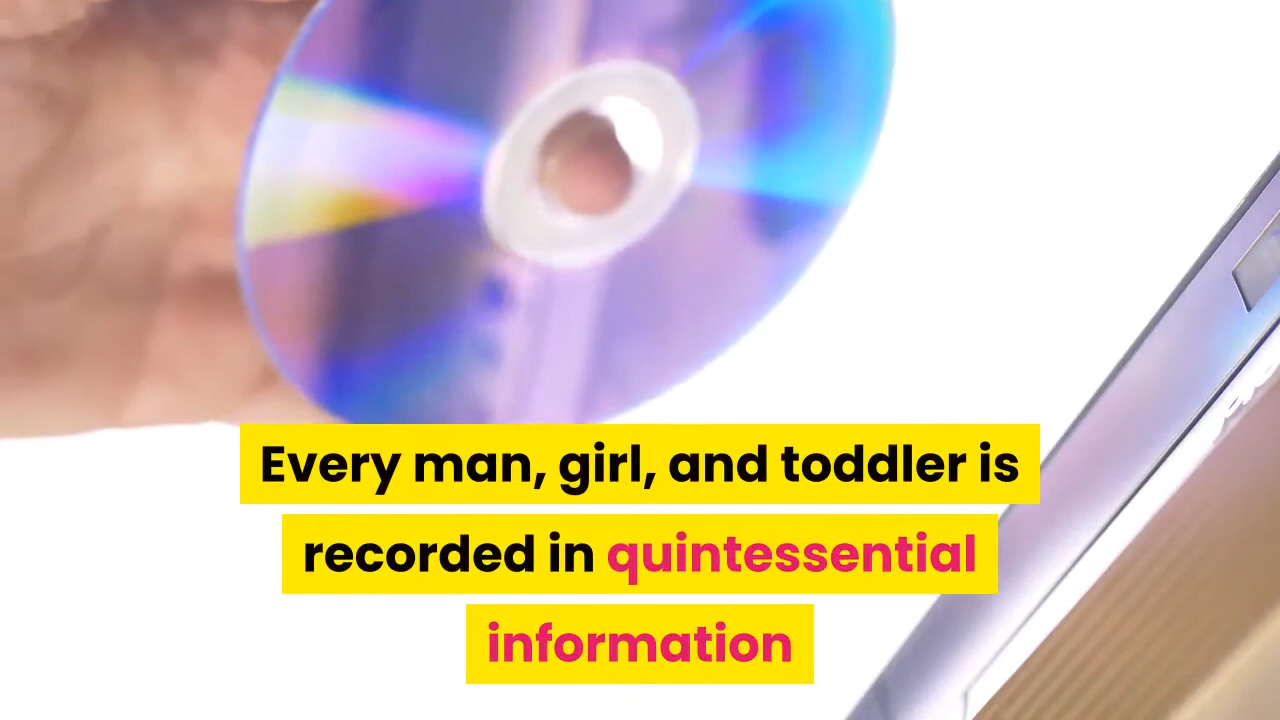 Every man, girl, and toddler is
recorded in quintessential
information